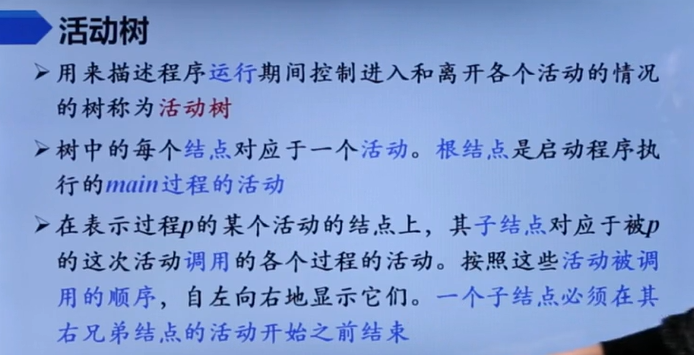 活动树
➢用来描述程序运行期间控制进入和离开各个活动的情况
的树称为活动树
➢树中的每个结点对应于一个活动。根结点是启动程序执
行的main过程的活动
➢在表示过程p的某个活动的结点上，其子结点对应于被p
的这次活动调用的各个过程的活动。按照这些活动被调
用的顺序，自左向右地显示它们。一个子结点必须在其
右兄弟结点的活动开始之前结束